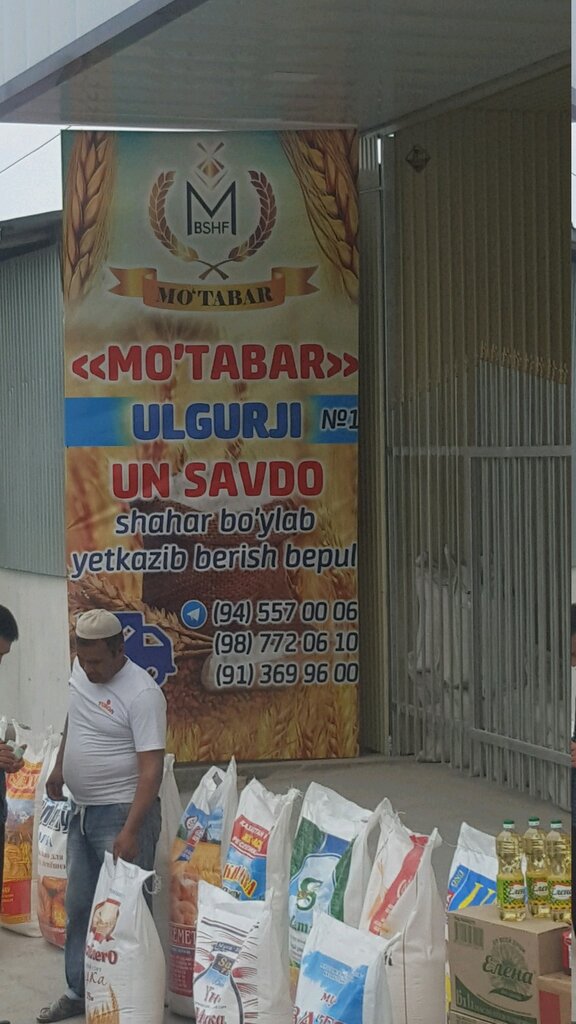 M
BSHF
MO'TABAR
<<MO'TABAR>>
ULGURJI №1
UN SAVDO
shahar bo'ylab
yetkazib berish bepul
(94) 557 00 06
(98) 772 06 10
(91) 369 96 00
Елена